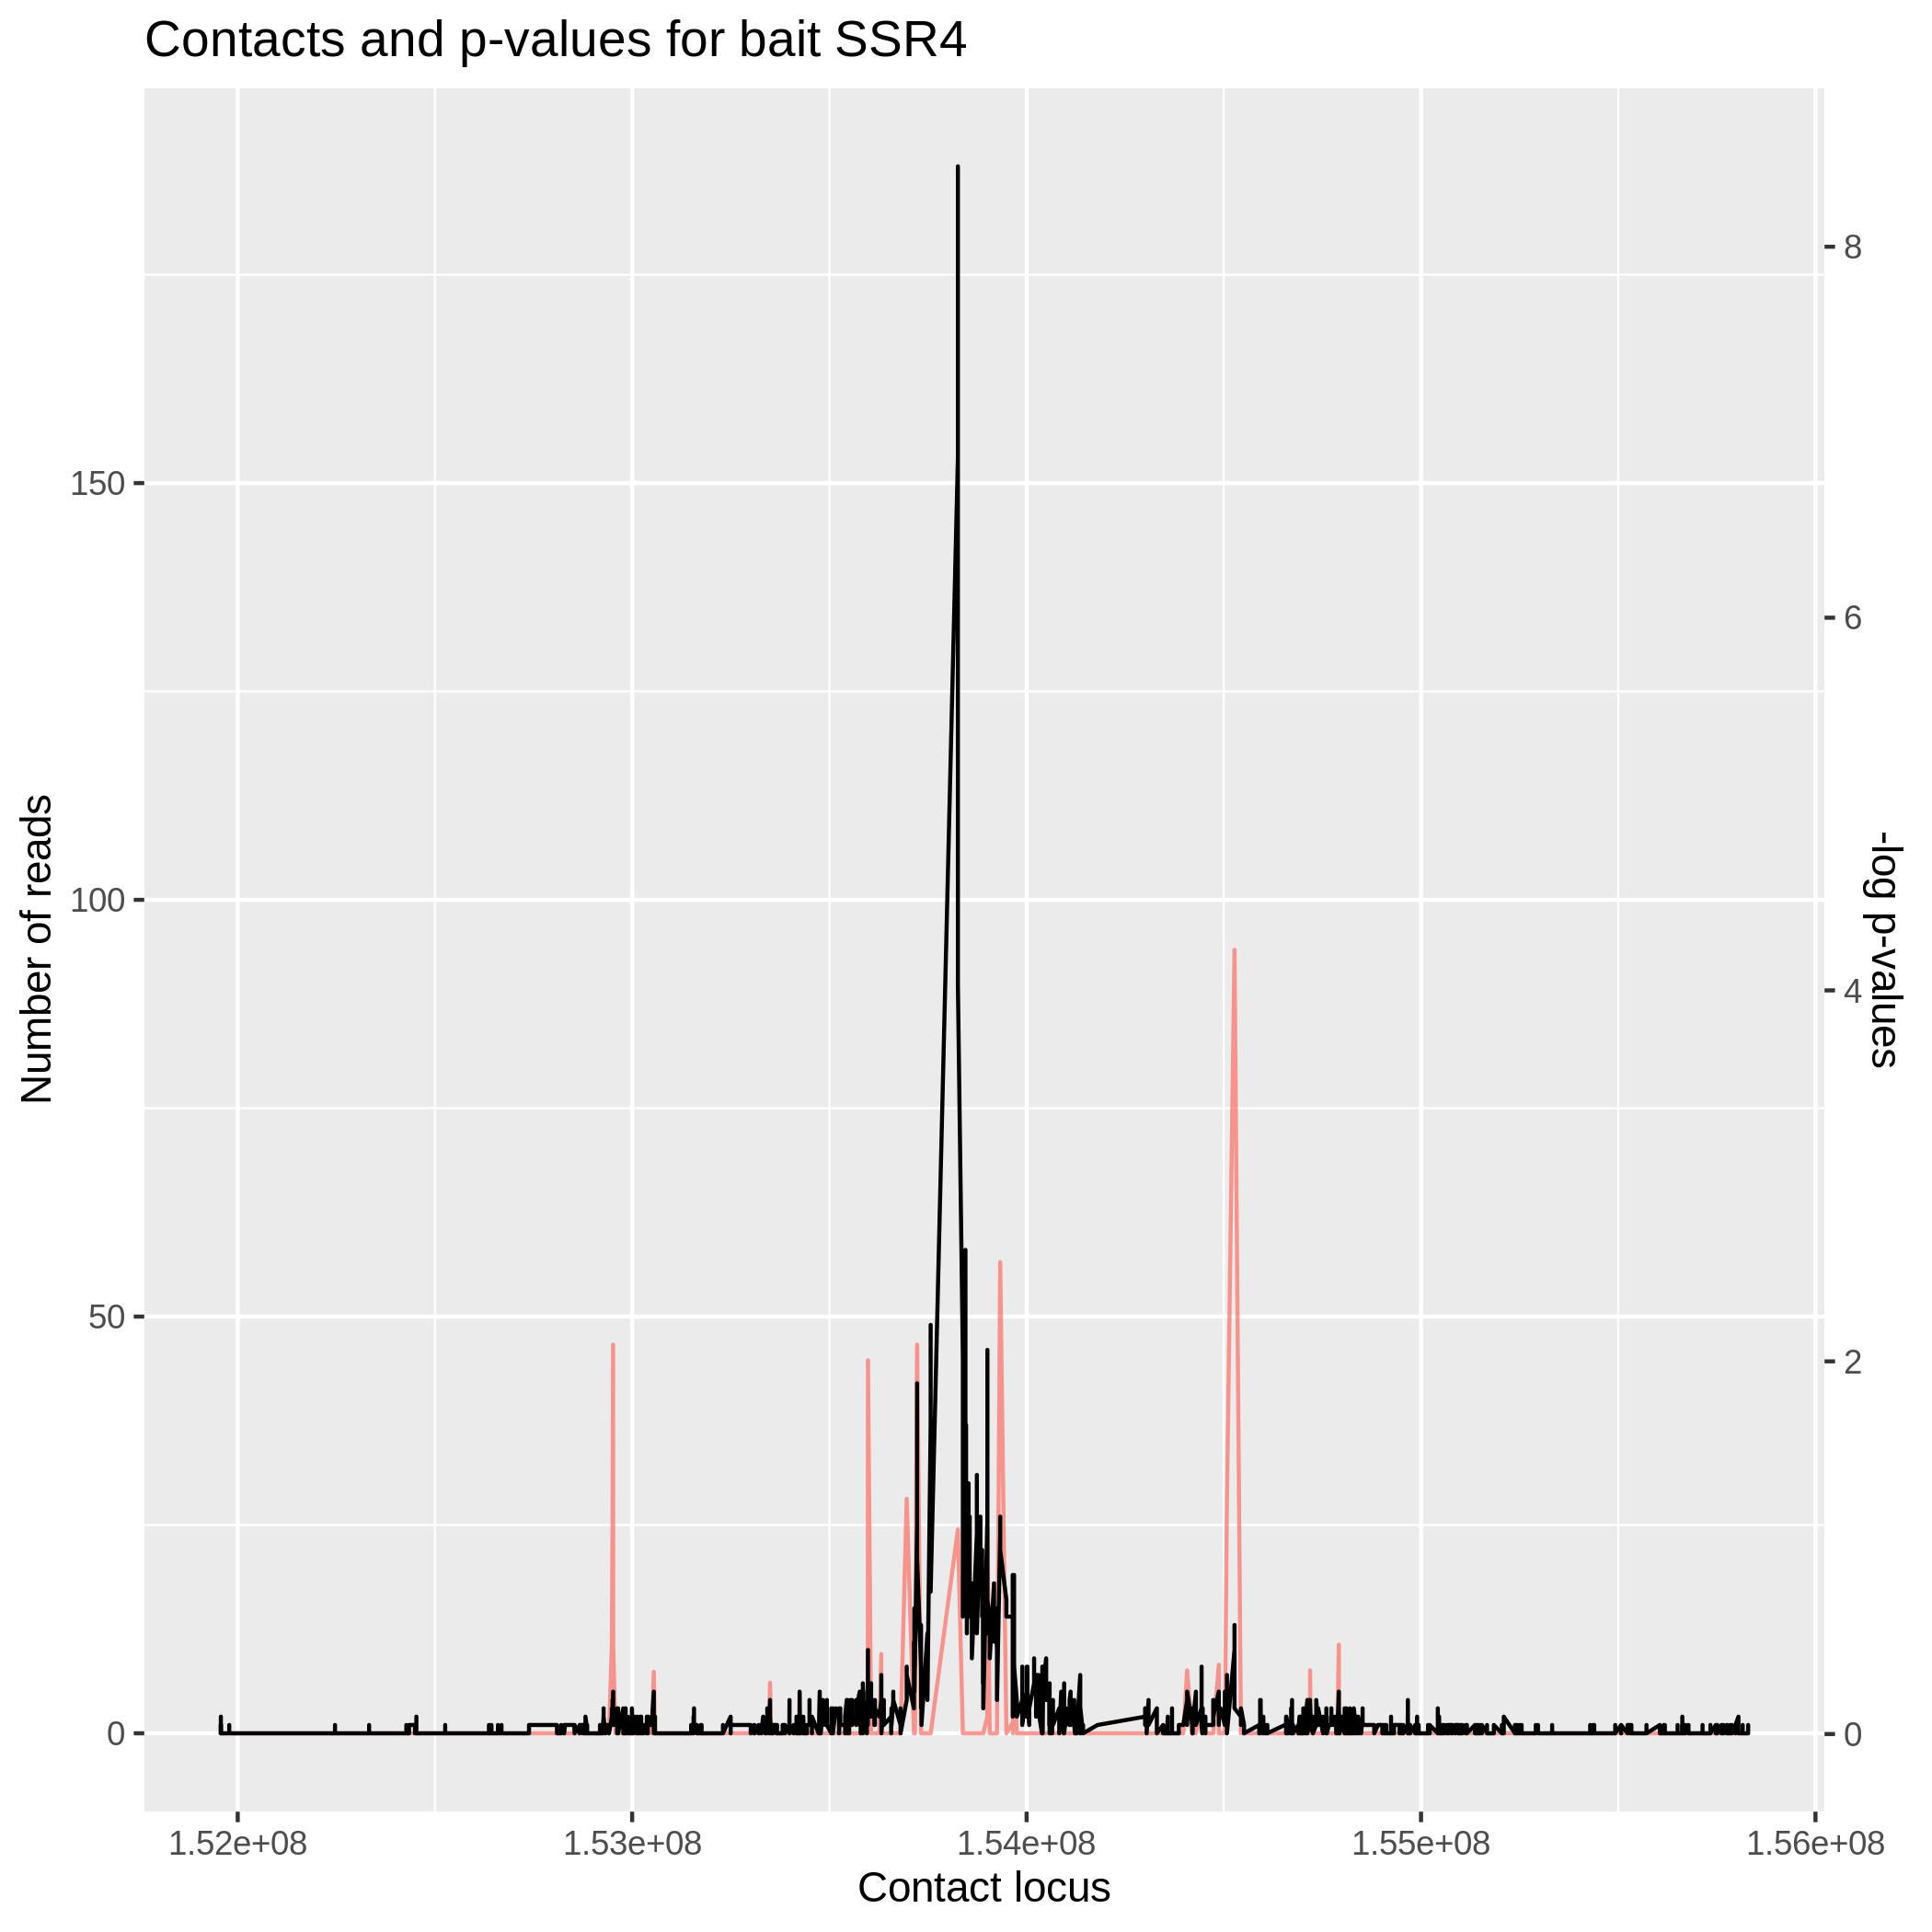 Contacts and p-values for bait SSR4
Number of reads
150
100
50
0
8
6
4
2
0
-log p-values
1.52e+08
1.53e+08
1.54e+08
1.55e+08
1.56e+08
Contact locus